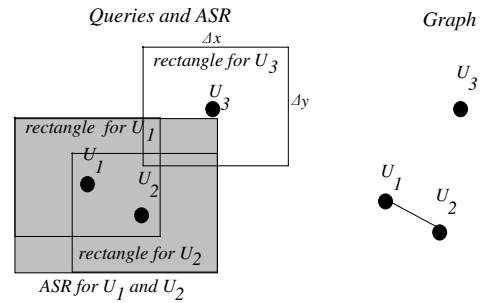 Queries and ASR
Graph
Δx
rectangle for U3
Δy
U3
U3
rectangle for U1
U1
U2
U1
U2
rectangle for U2
ASR for U1 and U2